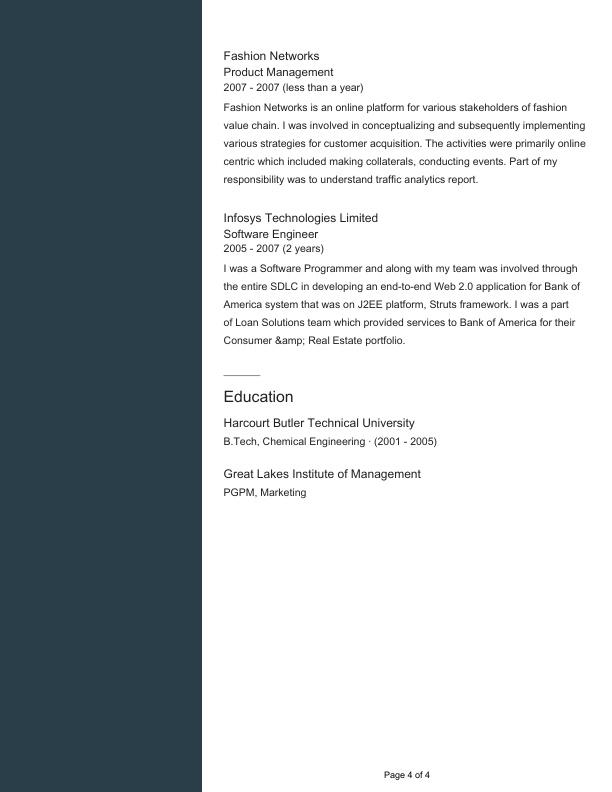 Fashion Networks
Product Management
2007 - 2007 (less than a year)
Fashion Networks is an online platform for various stakeholders of fashion
value chain. I was involved in conceptualizing and subsequently implementing
various strategies for customer acquisition. The activities were primarily online
centric which included making collaterals, conducting events. Part of my
responsibility was to understand traffic analytics report.
Infosys Technologies Limited
Software Engineer
2005 - 2007 (2 years)
I was a Software Programmer and along with my team was involved through
the entire SDLC in developing an end-to-end Web 2.0 application for Bank of
America system that was on J2EE platform, Struts framework. I was a part
of Loan Solutions team which provided services to Bank of America for their
Consumer &amp; Real Estate portfolio.
Education
Harcourt Butler Technical University
B.Tech, Chemical Engineering · (2001 - 2005)
Great Lakes Institute of Management
PGPM, Marketing
Page 4 of 4